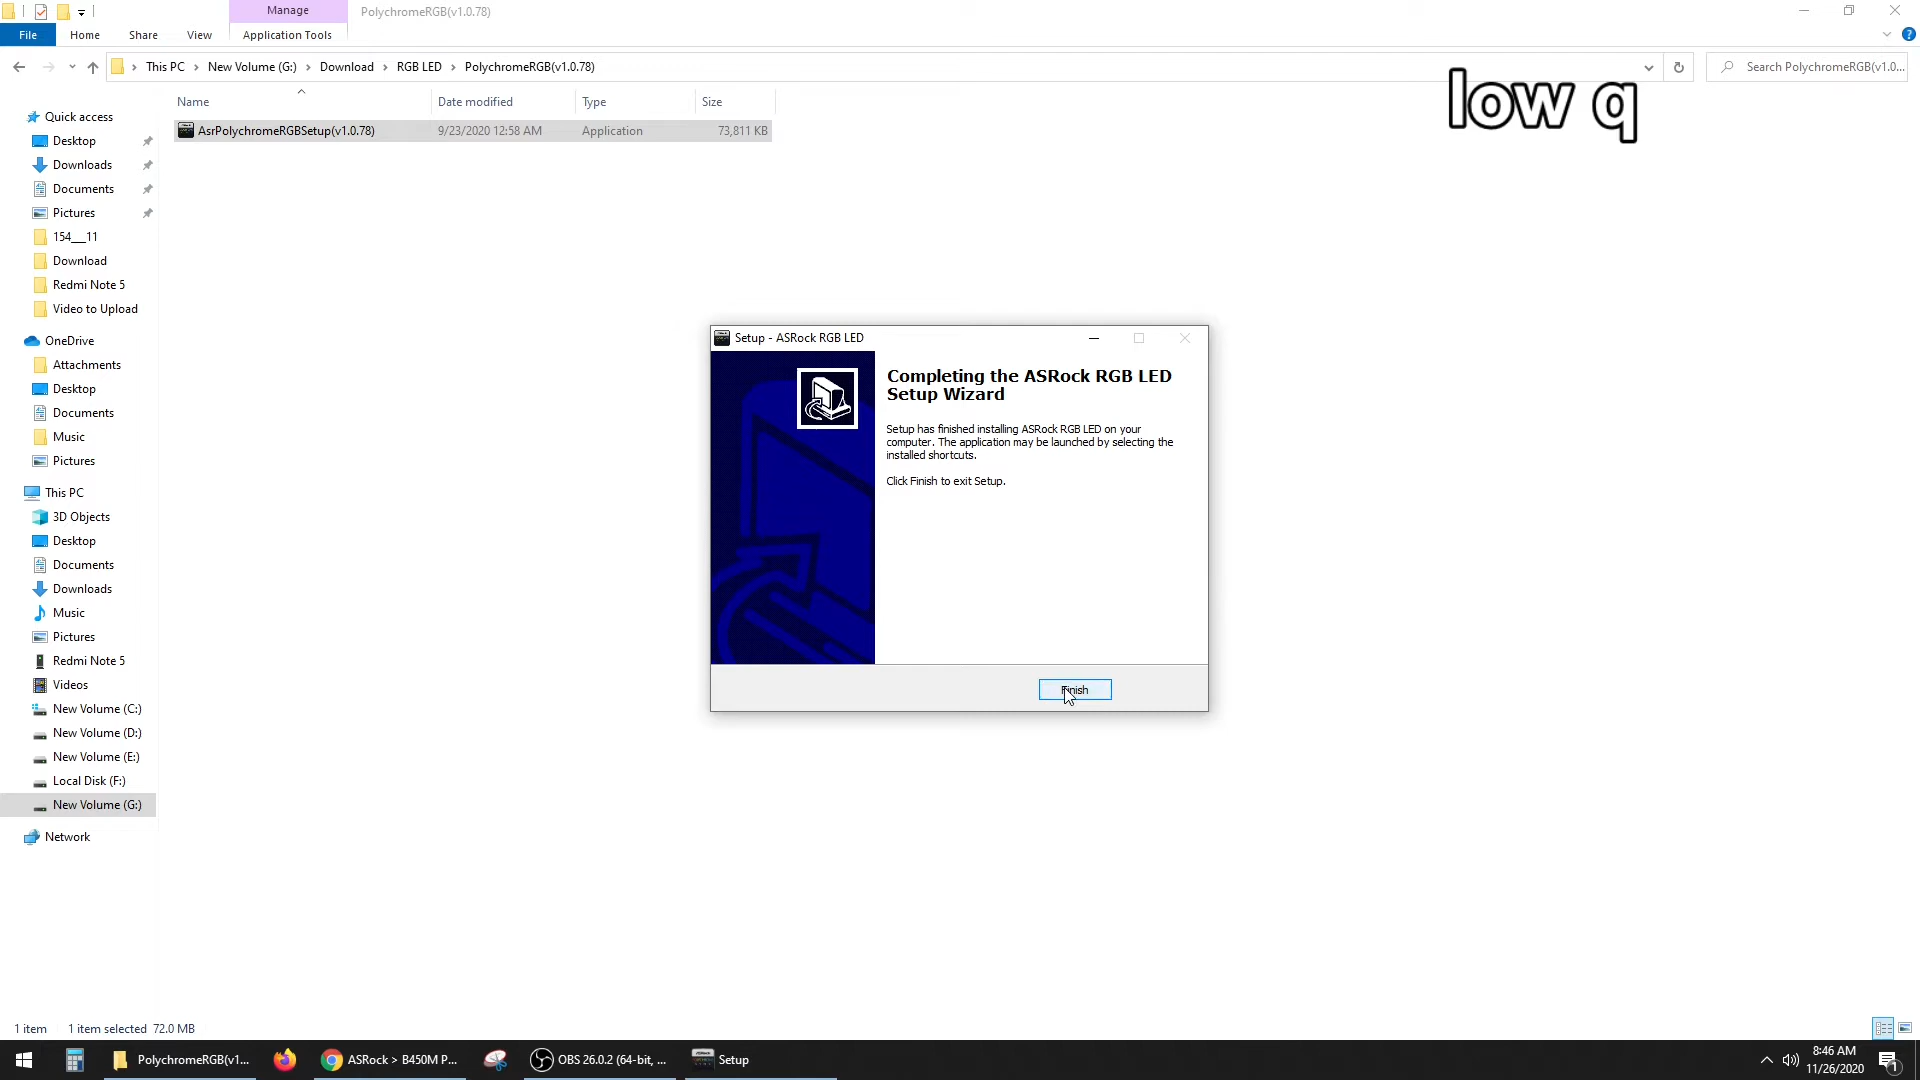 Manage
PolychromeRGB(v1.0.78)
File
Home
Share
View
Application Tools
This PC
New Volume (G:)
Download
RGB LED
PolychromeRGB(v1.0.78)
Search PolychromeRGB(v1.0...
low q
Name
Date modified
Type
Size
AsrPolychromeRGBSetup(v1.0.78)
9/23/2020 12:58 AM
Application
73,811 KB
Quick access
Desktop
Downloads
Documents
Pictures
154___11
Download
Redmi Note 5
Video to Upload
OneDrive
Attachments
Desktop
Documents
Music
Pictures
This PC
3D Objects
Desktop
Documents
Downloads
Music
Pictures
Redmi Note 5
Videos
New Volume (C:)
New Volume (D:)
New Volume (E:)
Local Disk (F:)
New Volume (G:)
Network
Setup - ASRock RGB LED
Completing the ASRock RGB LED
Setup Wizard
Setup has finished installing ASRock RGB LED on your
computer. The application may be launched by selecting the
installed shortcuts.
Click Finish to exit Setup.
Finish
1 item
1 item selected 72.0 MB
PolychromeRGB(v1...
ASRock > B450M P...
OBS 26.0.2 (64-bit, ...
Setup
8:46 AM
11/26/2020
1